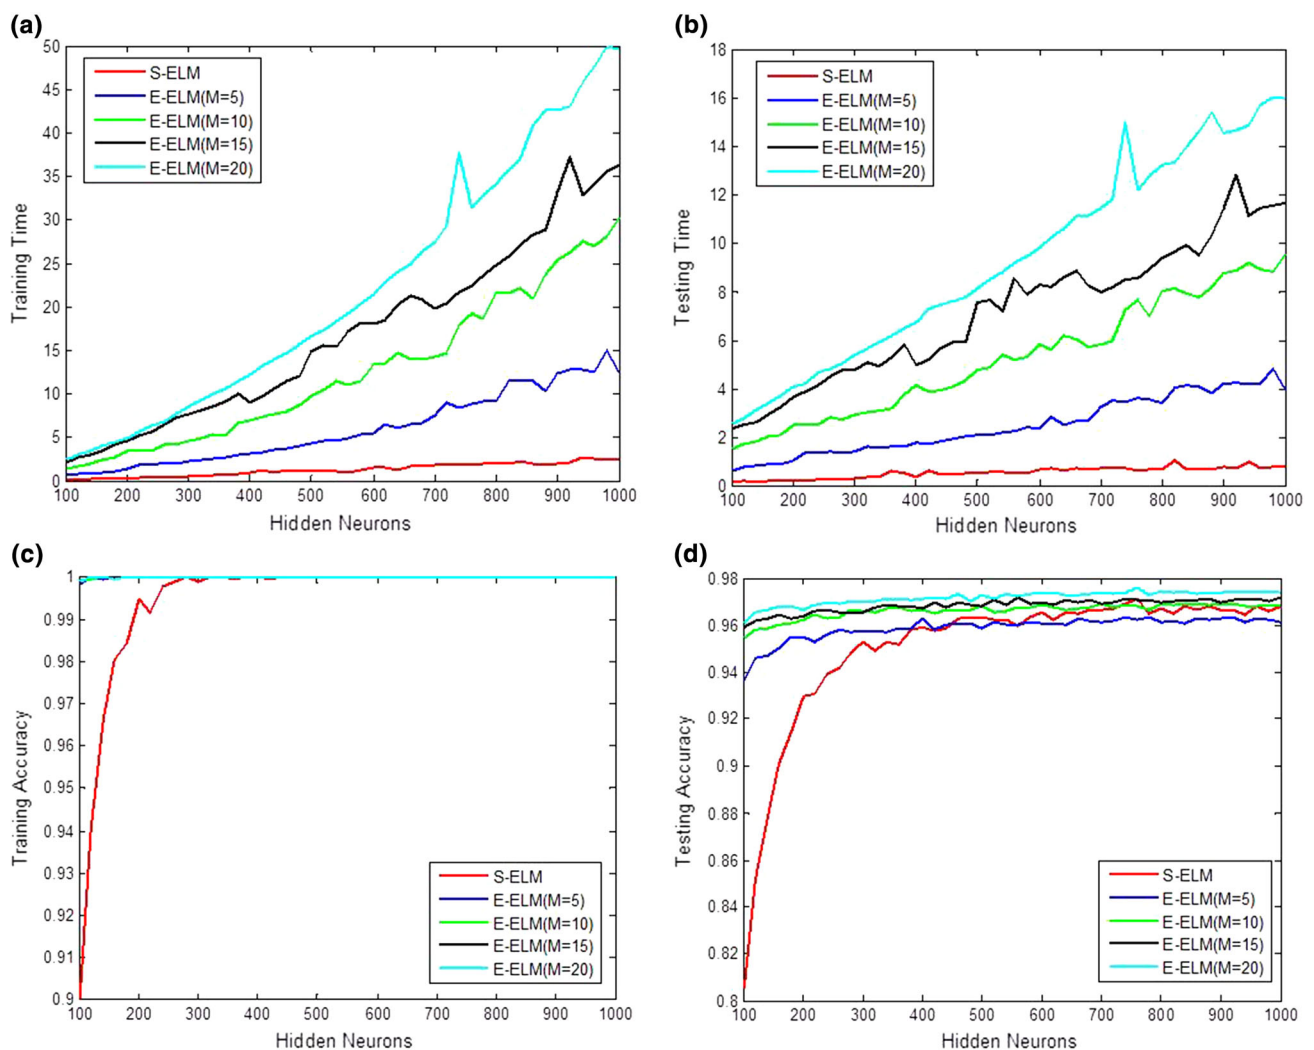 (a)
50
45
40
35
30
25
20
15
10
5
0
Training Time
S-ELM
E-ELM(M=5)
E-ELM(M=10)
E-ELM(M=15)
E-ELM(M=20)
100 200 300 400 500 600 700 800 900 1000
Hidden Neurons
(b)
18
16
14
12
10
8
6
4
2
0
Testing Time
S-ELM
E-ELM(M=5)
E-ELM(M=10)
E-ELM(M=15)
E-ELM(M=20)
100 200 300 400 500 600 700 800 900 1000
Hidden Neurons
(c)
1
0.99
0.98
0.97
0.96
0.95
0.94
0.93
0.92
0.91
0.9
Training Accuracy
S-ELM
E-ELM(M=5)
E-ELM(M=10)
E-ELM(M=15)
E-ELM(M=20)
100 200 300 400 500 600 700 800 900 1000
Hidden Neurons
(d)
0.98
0.96
0.94
0.92
0.9
0.88
0.86
0.84
0.82
0.8
Testing Accuracy
S-ELM
E-ELM(M=5)
E-ELM(M=10)
E-ELM(M=15)
E-ELM(M=20)
100 200 300 400 500 600 700 800 900 1000
Hidden Neurons